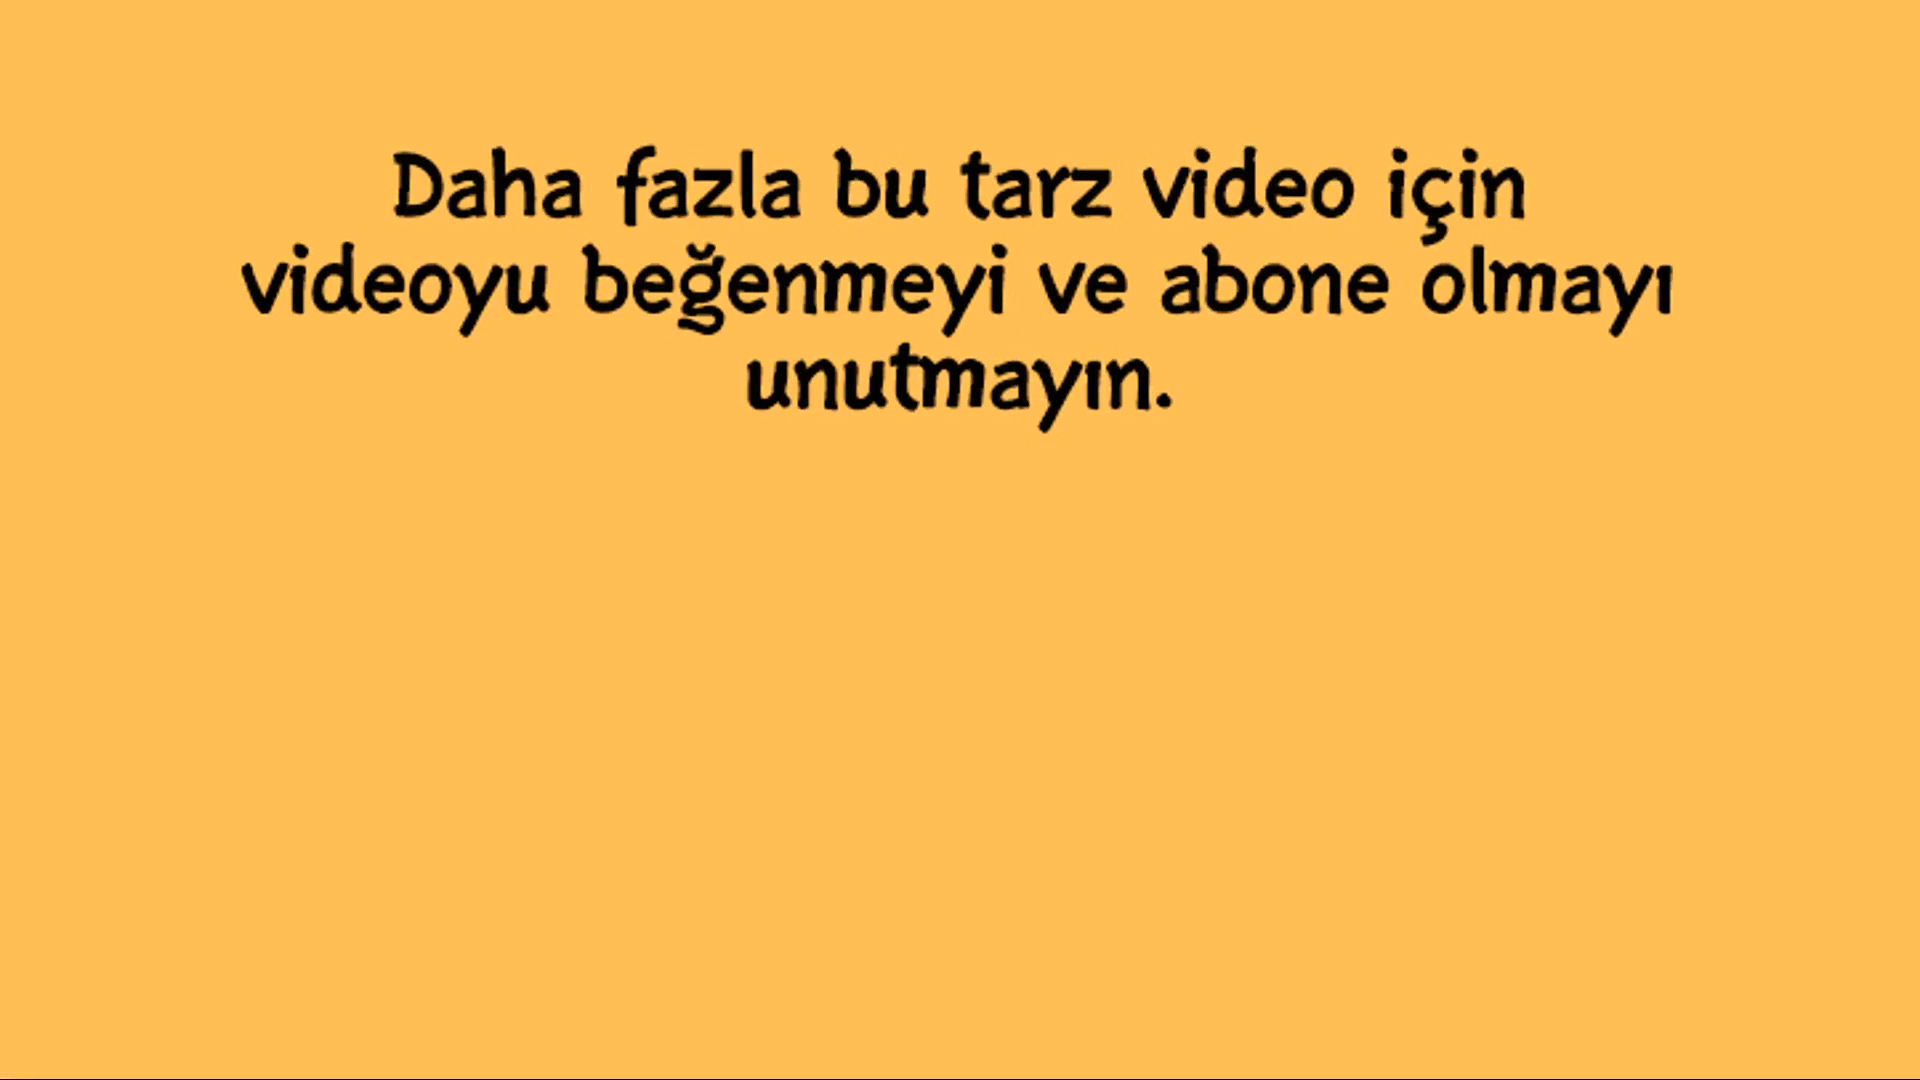 Daha fazla bu tarz video için
videoyu beğenmeyi ve abone olmayı
unutmayın.